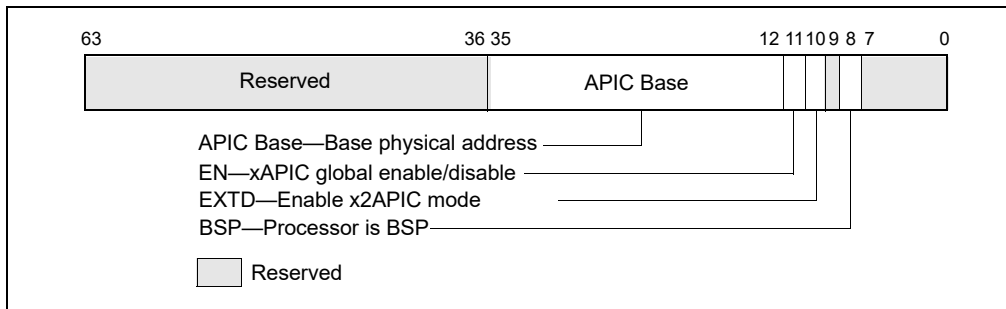 63 36 35 12 11 10 9 8 7 0
Reserved APIC Base
APIC Base—Base physical address
EN—xAPIC global enable/disable
EXTD—Enable x2APIC mode
BSP—Processor is BSP
Reserved